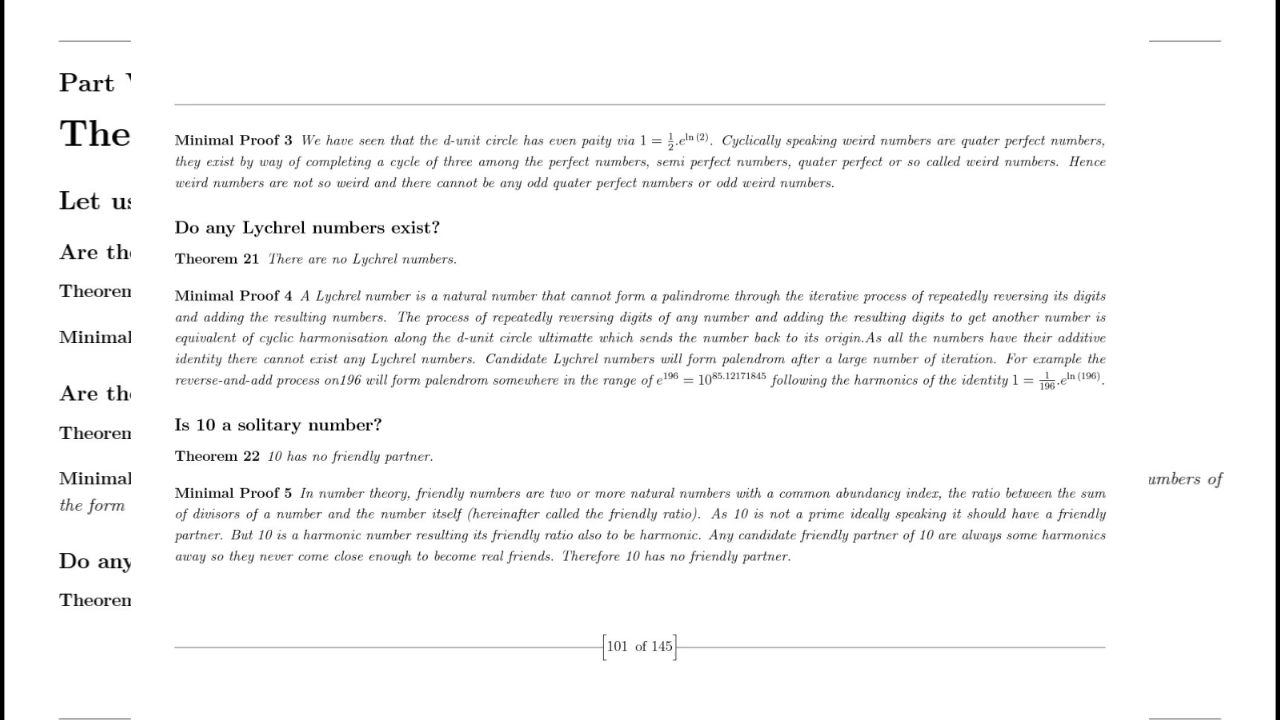 Part
The
Let us
Are th
Theorem
Minimal
Are th
Theorem
Minimal
the form
Do any
Theorem
umbers of
Minimal Proof 3 We have seen that the d-unit circle has even paity via 1 = 1/2.e^ln (2). Cyclically speaking weird numbers are quater perfect numbers,
they exist by way of completing a cycle of three among the perfect numbers, semi perfect numbers, quater perfect or so called weird numbers. Hence
weird numbers are not so weird and there cannot be any odd quater perfect numbers or odd weird numbers.
Do any Lychrel numbers exist?
Theorem 21 There are no Lychrel numbers.
Minimal Proof 4 A Lychrel number is a natural number that cannot form a palindrome through the iterative process of repeatedly reversing its digits
and adding the resulting numbers. The process of repeatedly reversing digits of any number and adding the resulting digits to get another number is
equivalent of cyclic harmonisation along the d-unit circle ultimatte which sends the number back to its origin.As all the numbers have their additive
identity there cannot exist any Lychrel numbers. Candidate Lychrel numbers will form palendrom after a large number of iteration. For example the
reverse-and-add process on196 will form palendrom somewhere in the range of e^196 = 10^85.12171845 following the harmonics of the identity 1 = 1/196.e^ln (196).
Is 10 a solitary number?
Theorem 22 10 has no friendly partner.
Minimal Proof 5 In number theory, friendly numbers are two or more natural numbers with a common abundancy index, the ratio between the sum
of divisors of a number and the number itself (hereinafter called the friendly ratio). As 10 is not a prime ideally speaking it should have a friendly
partner. But 10 is a harmonic number resulting its friendly ratio also to be harmonic. Any candidate friendly partner of 10 are always some harmonics
away so they never come close enough to become real friends. Therefore 10 has no friendly partner.
101 of 145